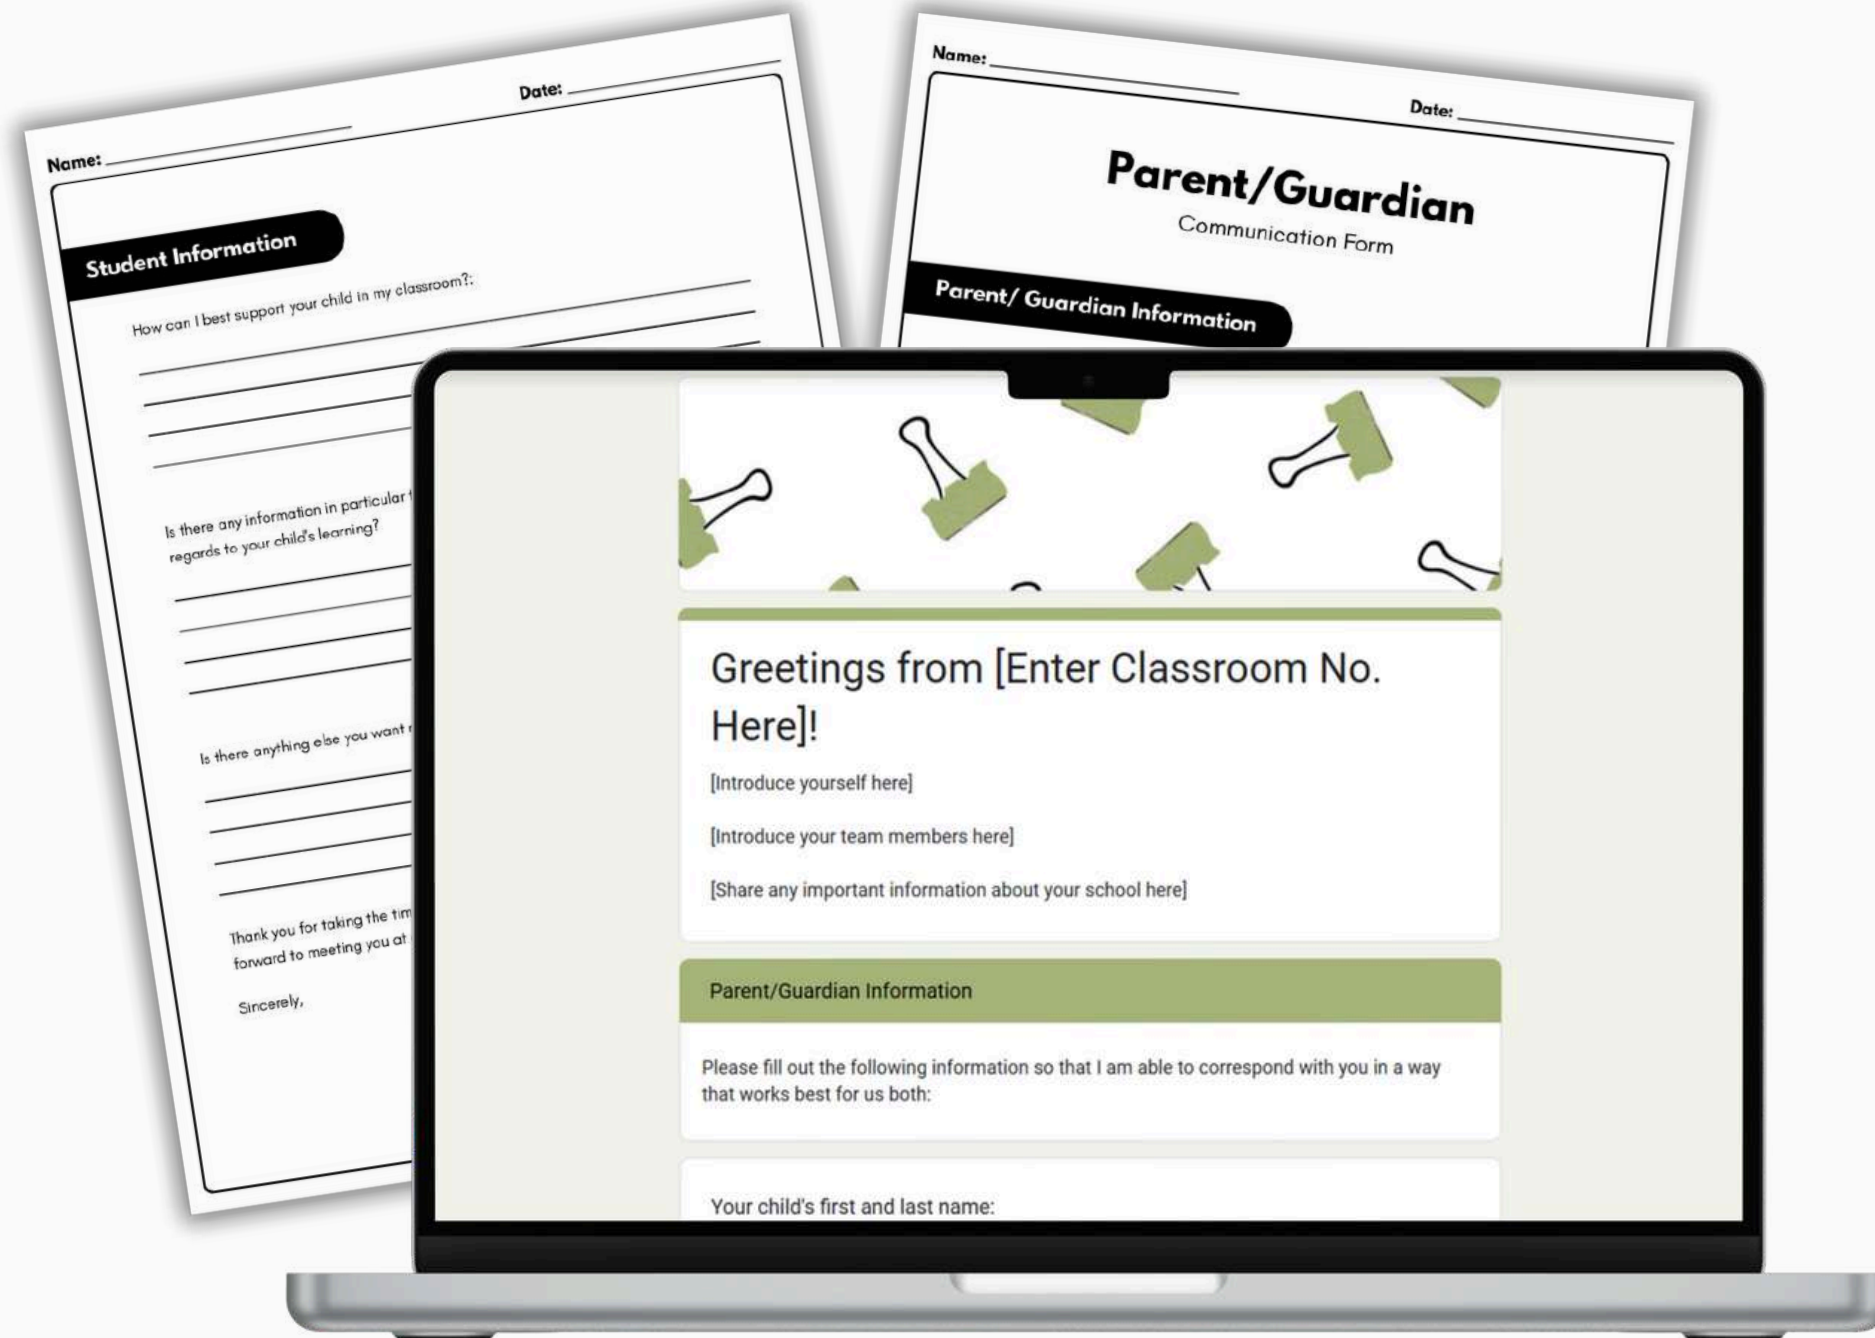 Name:
Date:
Student Information
How can I best support your child in my classroom?:
Is there any information in particular
regards to your child's learning?
Is there anything else you want
Thank you for taking the
forward to meeting you at
Sincerely,
Name:
Date:
Parent/Guardian
Communication Form
Parent/ Guardian Information
Greetings from [Enter Classroom No.
Here]!
[Introduce yourself here]
[Introduce your team members here]
[Share any important information about your school here]
Parent/Guardian Information
Please fill out the following information so that I am able to correspond with you in a way
that works best for us both:
Your child's first and last name: